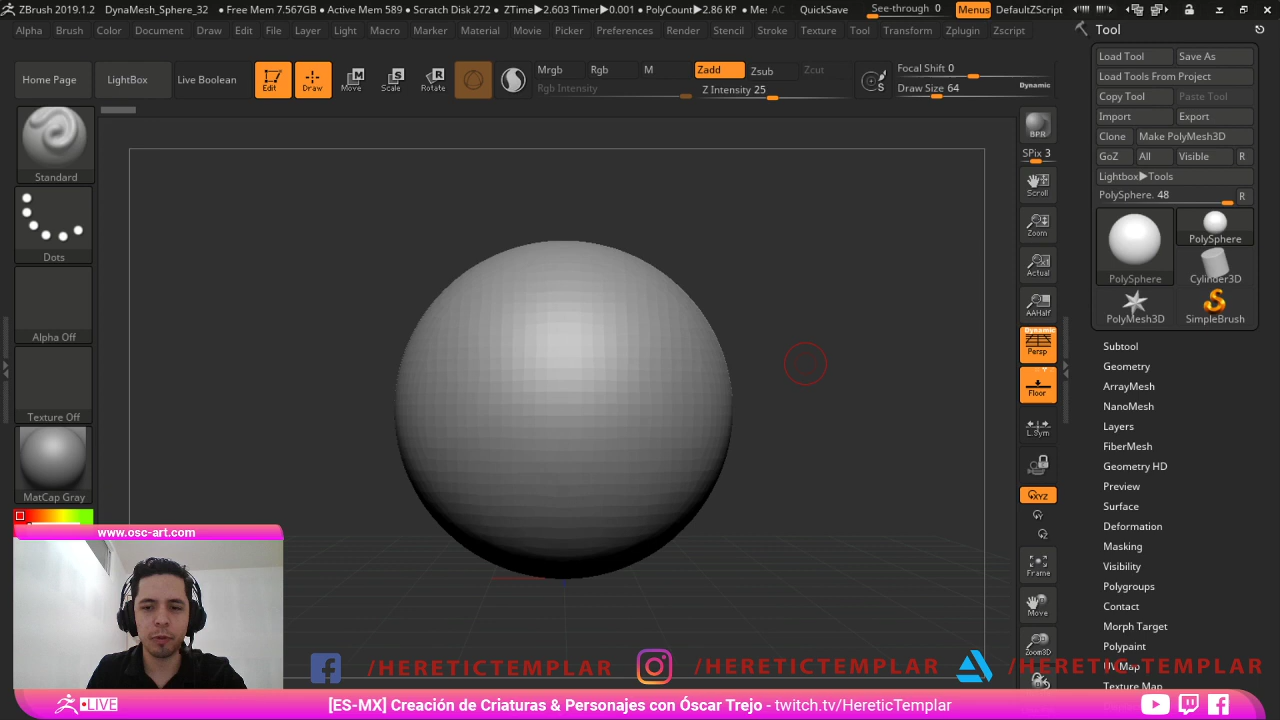 ZBrush 2019.1.2 DynaMesh_Sphere_32 • Free Memory 7.567GB • Active Memory 589 • Scratch Disk 272 • ZTime▶2.603 Timer▶0.001 • PolyCount▶2.86 KP • Me: AC QuickSave See-through 0 Menus DefaultZScript
Alpha Brush Color Document Draw Edit File Layer Light Macro Marker Material Movie Picker Preferences Render Stencil Stroke Texture Tool Transform Zplugin Zscript
Home Page LightBox Live Boolean Edit Draw Move Scale Rotate
Mrgb Rgb M Zadd Zsub Zcut
Rgb Intensity Z Intensity 25
Focal Shift 0
Draw Size 64 Dynamic
Standard
Dots
Alpha Off
Texture Off
MatCap Gray
BPR
SPix 3
Scroll
Zoom
Actual
AAHalf
Dynamic
Persp
Floor
L.Sym
XYZ
Y
Z
Frame
Move
Zoom3D
Tool
Load Tool Save As
Load Tools From Project
Copy Tool Paste Tool
Import Export
Clone Make PolyMesh3D
GoZ All Visible R
Lightbox▶Tools
PolySphere. 48 R
PolySphere PolySphere
Cylinder3D
PolyMesh3D SimpleBrush
Subtool
Geometry
ArrayMesh
NanoMesh
Layers
FiberMesh
Geometry HD
Preview
Surface
Deformation
Masking
Visibility
Polygroups
Contact
Morph Target
Polypaint
UV Map
Texture Map
www.osc-art.com
/HERETICTEMPLAR /HERETICTEMPLAR /HERETICTEMPLAR
LIVE
[ES-MX] Creación de Criaturas & Personajes con Óscar Trejo - twitch.tv/HereticTemplar